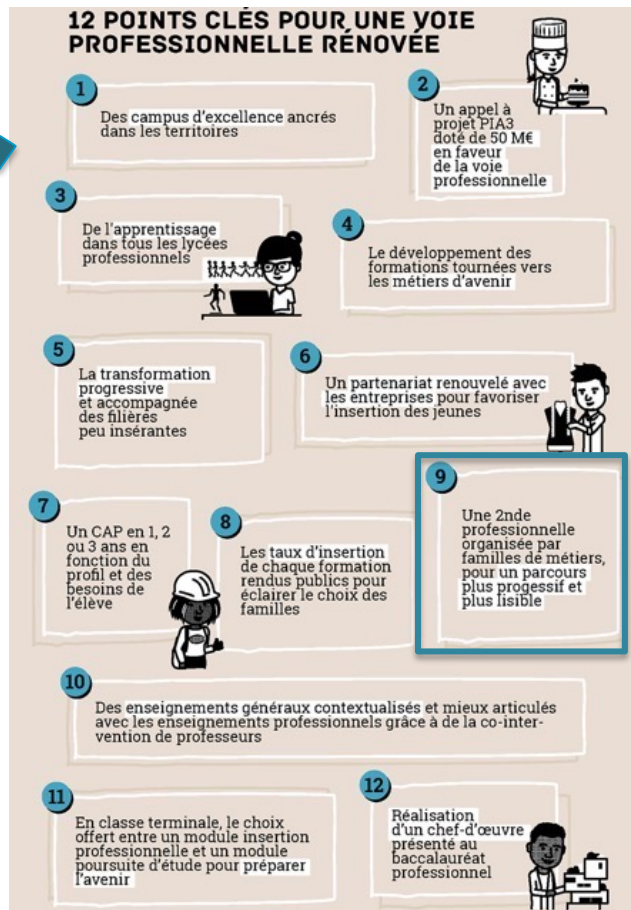 12 POINTS CLÉS POUR UNE VOIE
PROFESSIONNELLE RÉNOVÉE
1
Des campus d'excellence ancrés
dans les territoires
2
Un appel à
projet PIA3
doté de 50 M€
en faveur
de la voie
professionnelle
3
De l'apprentissage
dans tous les lycées
professionnels
4
Le développement des
formations tournées vers
les métiers d'avenir
5
La transformation
progressive
et accompagnée
des filières
peu insérantes
6
Un partenariat renouvelé avec
les entreprises pour favoriser
l'insertion des jeunes
7
Un CAP en 1, 2
ou 3 ans en
fonction du
profil et des
besoins de
l'élève
8
Les taux d'insertion
de chaque formation
rendus publics pour
éclairer le choix des
familles
9
Une 2nde
professionnelle
organisée par
familles de métiers,
pour un parcours
plus progessif et
plus lisible
10
Des enseignements généraux contextualisés et mieux articulés
avec les enseignements professionnels grâce à de la co-inter-
vention de professeurs
11
En classe terminale, le choix
offert entre un module insertion
professionnelle et un module
poursuite d'étude pour préparer
l'avenir
12
Réalisation
d'un chef-d'œuvre
présenté au
baccalauréat
professionnel